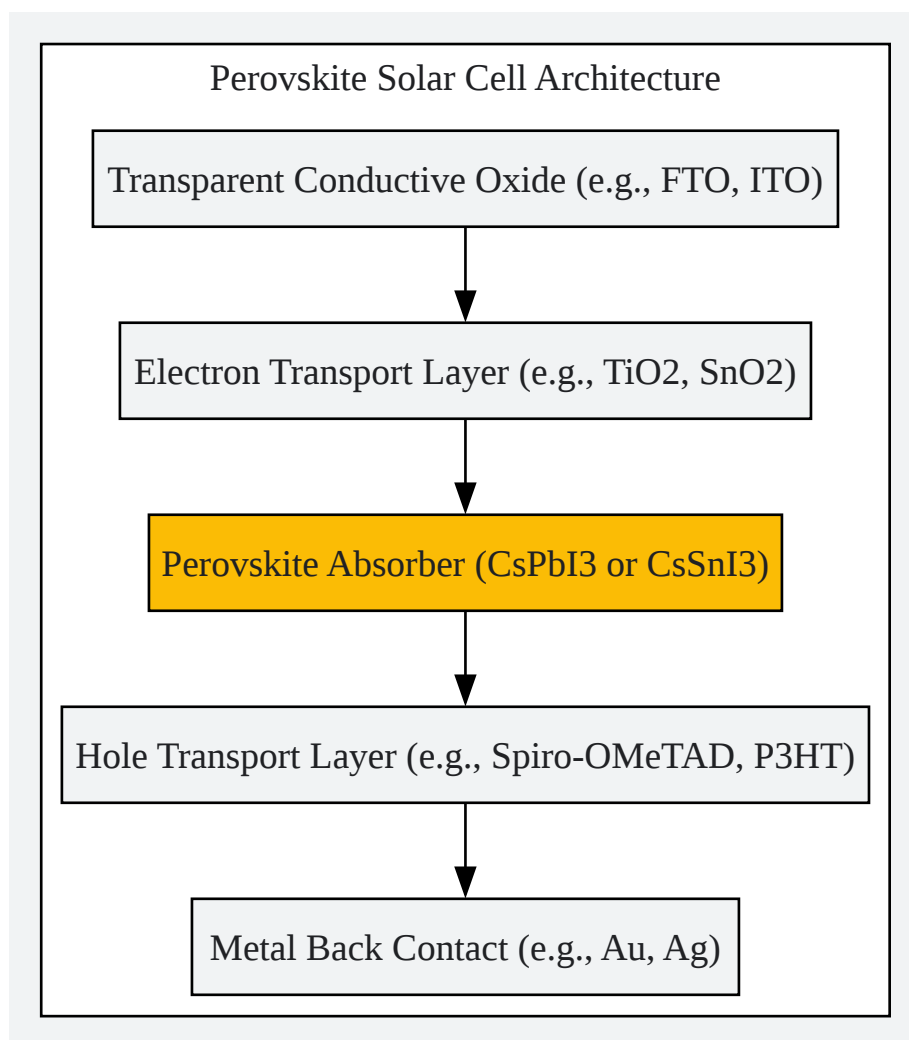 Perovskite Solar Cell Architecture
Transparent Conductive Oxide (e.g., FTO, ITO)
Electron Transport Layer (e.g., TiO2, SnO2)
Perovskite Absorber (CsPbI3 or CsSnI3)
Hole Transport Layer (e.g., Spiro-OMeTAD, P3HT)
Metal Back Contact (e.g., Au, Ag)